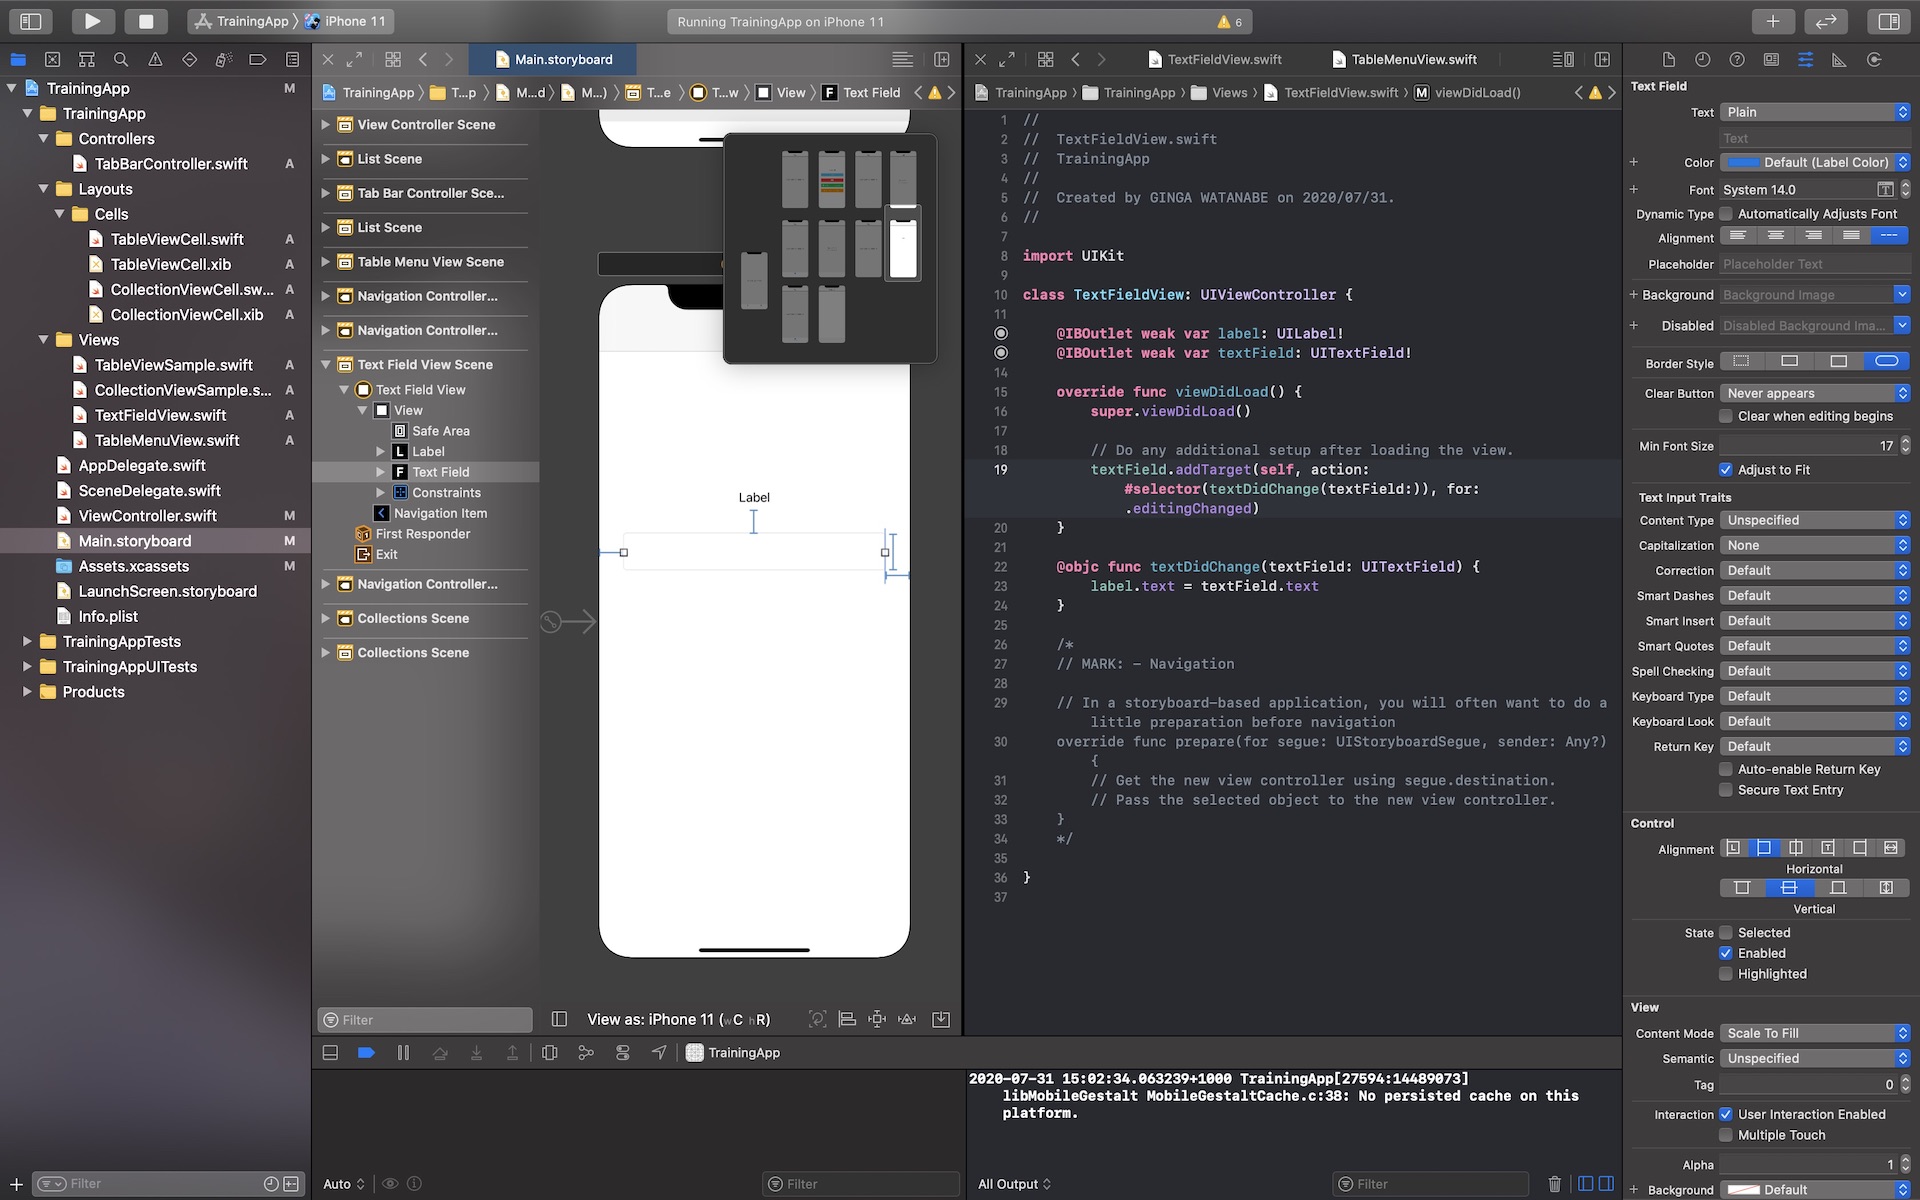 TrainingApp
iPhone 11
Running TrainingApp on iPhone 11
6
TrainingApp M
TrainingApp
Controllers
TabBarController.swift A
Layouts
Cells
TableViewCell.swift A
TableViewCell.xib A
CollectionViewCell.sw... A
CollectionViewCell.xib A
Views
TableViewSample.swift A
CollectionViewSample.s... A
TextFieldView.swift A
TableMenuView.swift A
AppDelegate.swift
SceneDelegate.swift
ViewController.swift M
Main.storyboard M
Assets.xcassets M
LaunchScreen.storyboard
Info.plist
TrainingAppTests
TrainingAppUITests
Products
Filter
Main.storyboard
TrainingApp T...p M...d M...) T...e T...w View F Text Field
View Controller Scene
List Scene
Tab Bar Controller Sce...
List Scene
Table Menu View Scene
Navigation Controller...
Navigation Controller...
Text Field View Scene
Text Field View
View
Safe Area
L Label
F Text Field
Constraints
Navigation Item
First Responder
Exit
Navigation Controller...
Collections Scene
Collections Scene
Filter
Label
View as: iPhone 11 (wC hR)
TextFieldView.swift
TableMenuView.swift
TrainingApp TrainingApp Views TextFieldView.swift M viewDidLoad()
1 //
2 // TextFieldView.swift
3 // TrainingApp
4 //
5 // Created by GINGA WATANABE on 2020/07/31.
6 //
7
8 import UIKit
9
10 class TextFieldView: UIViewController {
11
@IBOutlet weak var label: UILabel!
@IBOutlet weak var textField: UITextField!
14
15 override func viewDidLoad() {
16 super.viewDidLoad()
17
18 // Do any additional setup after loading the view.
19 textField.addTarget(self, action:
#selector(textDidChange(textField:)), for:
.editingChanged)
20 }
21
22 @objc func textDidChange(textField: UITextField) {
23 label.text = textField.text
24 }
25
26 /*
27 // MARK: - Navigation
28
29 // In a storyboard-based application, you will often want to do a
little preparation before navigation
30 override func prepare(for segue: UIStoryboardSegue, sender: Any?)
{
31 // Get the new view controller using segue.destination.
32 // Pass the selected object to the new view controller.
33 }
34 */
35
36 }
37
TrainingApp
2020-07-31 15:02:34.063239+1000 TrainingApp[27594:14489073]
libMobileGestalt MobileGestaltCache.c:38: No persisted cache on this
platform.
Auto
Filter
All Output
Filter
Text Field
Text Plain
Text
Color Default (Label Color)
Font System 14.0
Dynamic Type Automatically Adjusts Font
Alignment
Placeholder Placeholder Text
Background Background Image
Disabled Disabled Background Ima...
Border Style
Clear Button Never appears
Clear when editing begins
Min Font Size 17
Adjust to Fit
Text Input Traits
Content Type Unspecified
Capitalization None
Correction Default
Smart Dashes Default
Smart Insert Default
Smart Quotes Default
Spell Checking Default
Keyboard Type Default
Keyboard Look Default
Return Key Default
Auto-enable Return Key
Secure Text Entry
Control
Alignment
Horizontal
Vertical
State Selected
Enabled
Highlighted
View
Content Mode Scale To Fill
Semantic Unspecified
Tag 0
Interaction User Interaction Enabled
Multiple Touch
Alpha 1
Background Default